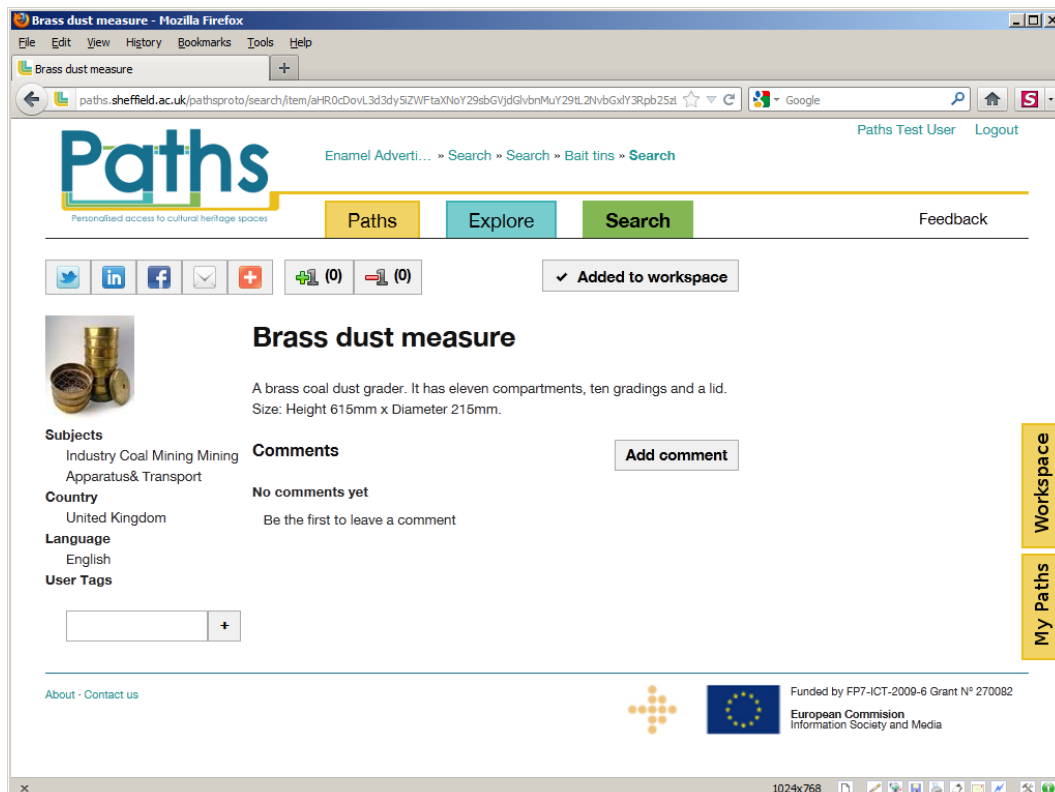 Brass dust measure - Mozilla Firefox
File Edit View History Bookmarks Tools Help
Brass dust measure
paths.sheffield.ac.uk/pathsproto/search/item/ Google
Paths Test User Logout
Paths
Personalised access to cultural heritage spaces
Enamel Adverti... » Search » Search » Bait tins » Search
Paths Explore Search Feedback
+1 (0) -1 (0) ✓ Added to workspace
Brass dust measure
A brass coal dust grader. It has eleven compartments, ten gradings and a lid.
Size: Height 615mm x Diameter 215mm.
Subjects
Industry Coal Mining Mining
Apparatus& Transport
Country
United Kingdom
Language
English
User Tags
+
Comments Add comment
No comments yet
Be the first to leave a comment
Workspace
My Paths
About · Contact us
Funded by FP7-ICT-2009-6 Grant N° 270082
European Commision
Information Society and Media
1024x768